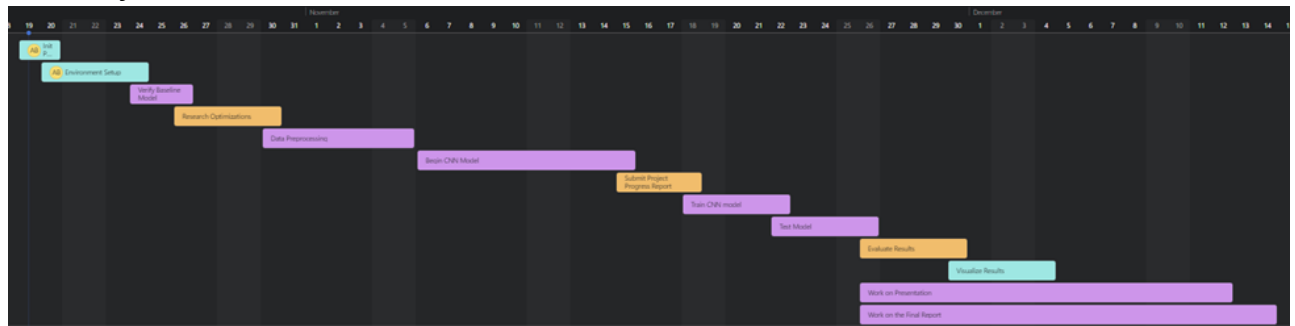 November
December
19 20 21 22 23 24 25 26 27 28 29 30 31 1 2 3 4 5 6 7 8 9 10 11 12 13 14 15 16 17 18 19 20 21 22 23 24 25 26 27 28 29 30 1 2 3 4 5 6 7 8 9 10 11 12 13 14
AB Init
P...
AB Environment Setup
Verify Baseline
Model
Research Optimizations
Data Preprocessing
Begin CNN Model
Submit Project
Progress Report
Train CNN model
Test Model
Evaluate Results
Visualize Results
Work on Presentation
Work on the Final Report